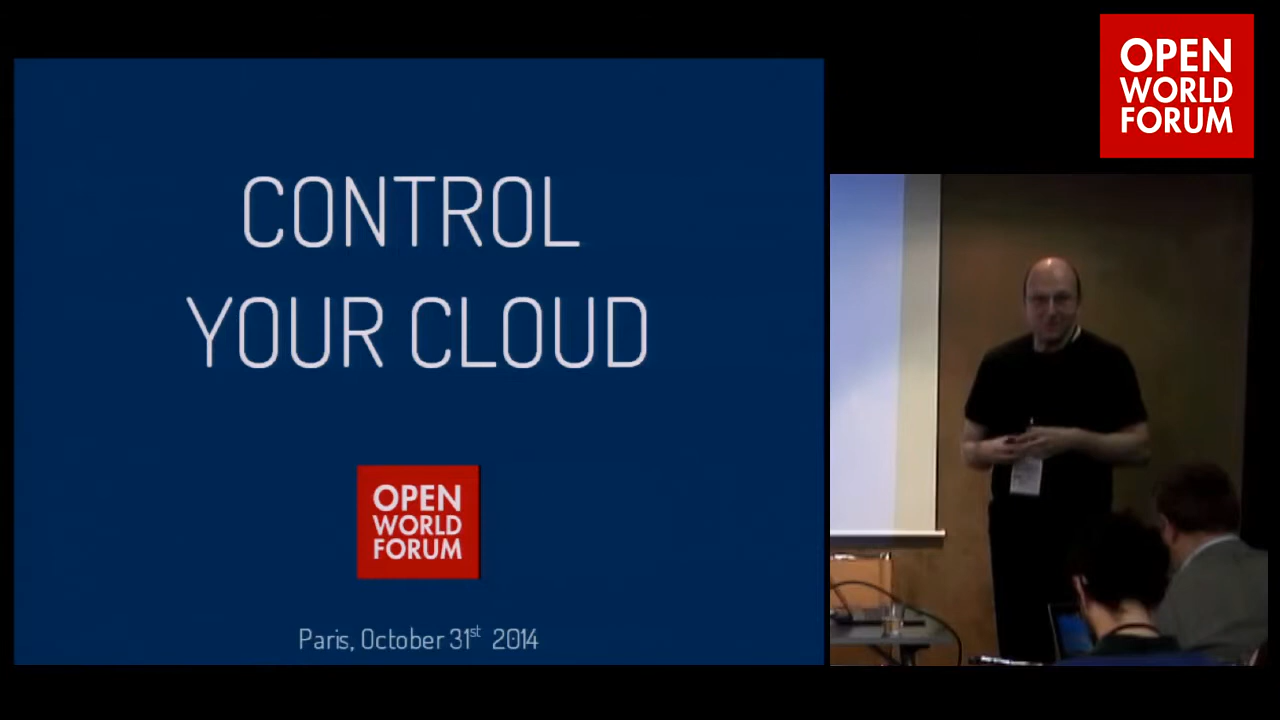 CONTROL
YOUR CLOUD
OPEN
WORLD
FORUM
Paris, October 31st 2014
OPEN
WORLD
FORUM